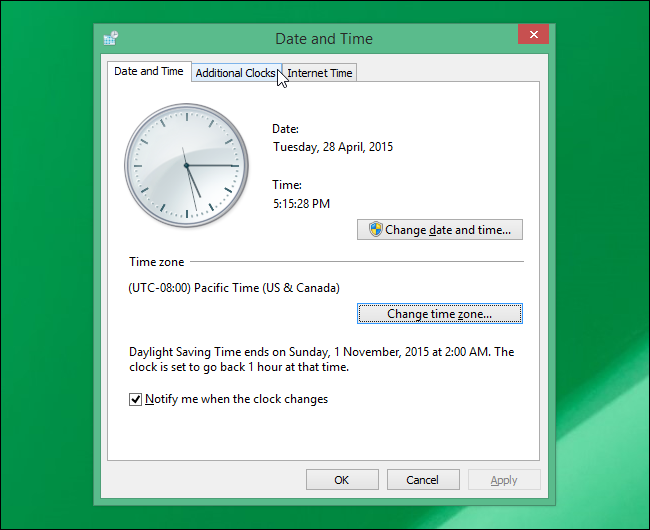 Date and Time
Date and Time Additional Clocks Internet Time
Date:
Tuesday, 28 April, 2015
Time:
5:15:28 PM
Change date and time...
Time zone
(UTC-08:00) Pacific Time (US & Canada)
Change time zone...
Daylight Saving Time ends on Sunday, 1 November, 2015 at 2:00 AM. The
clock is set to go back 1 hour at that time.
Notify me when the clock changes
OK Cancel Apply